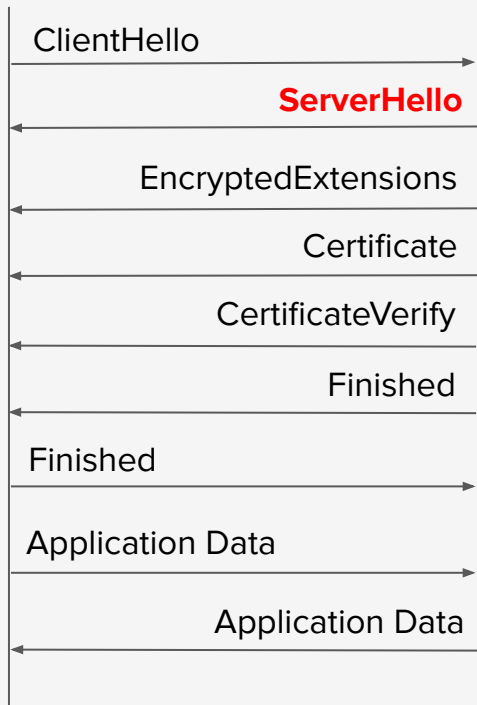 ClientHello
ServerHello
EncryptedExtensions
Certificate
CertificateVerify
Finished
Finished
Application Data
Application Data